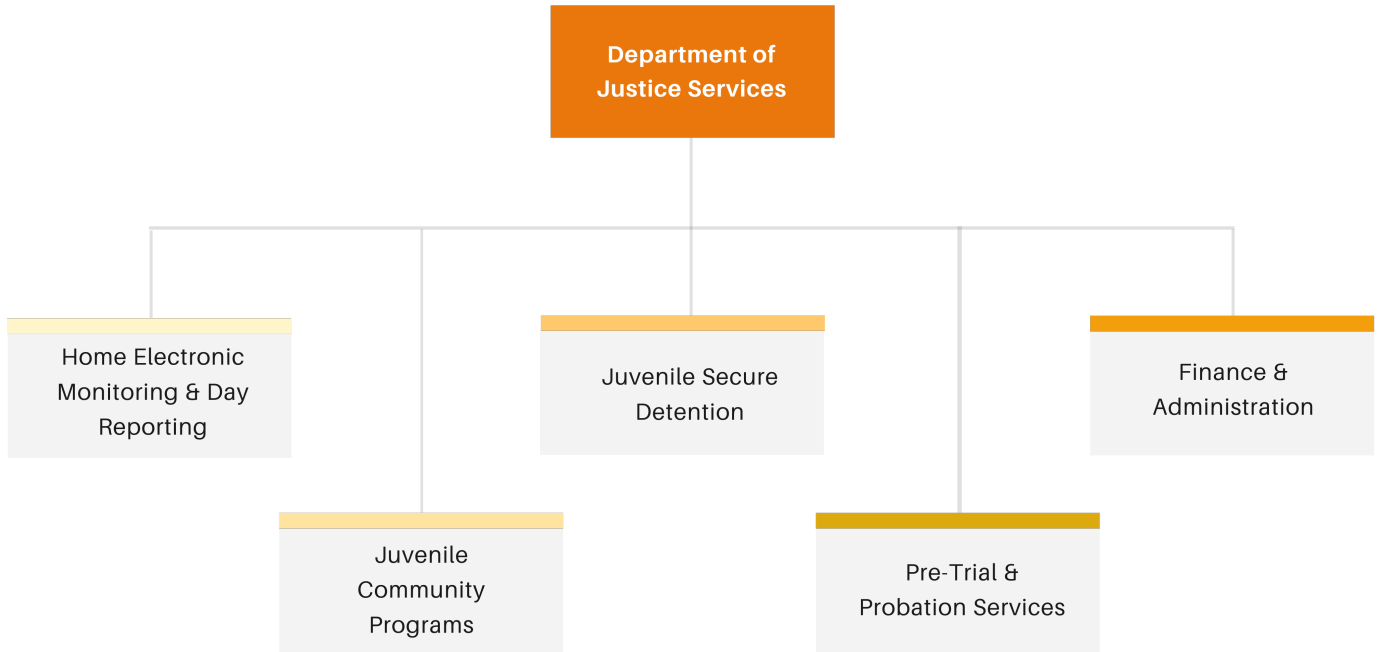 Department of
Justice Services
Home Electronic
Monitoring & Day
Reporting
Juvenile Secure
Detention
Finance &
Administration
Juvenile
Community
Programs
Pre-Trial &
Probation Services